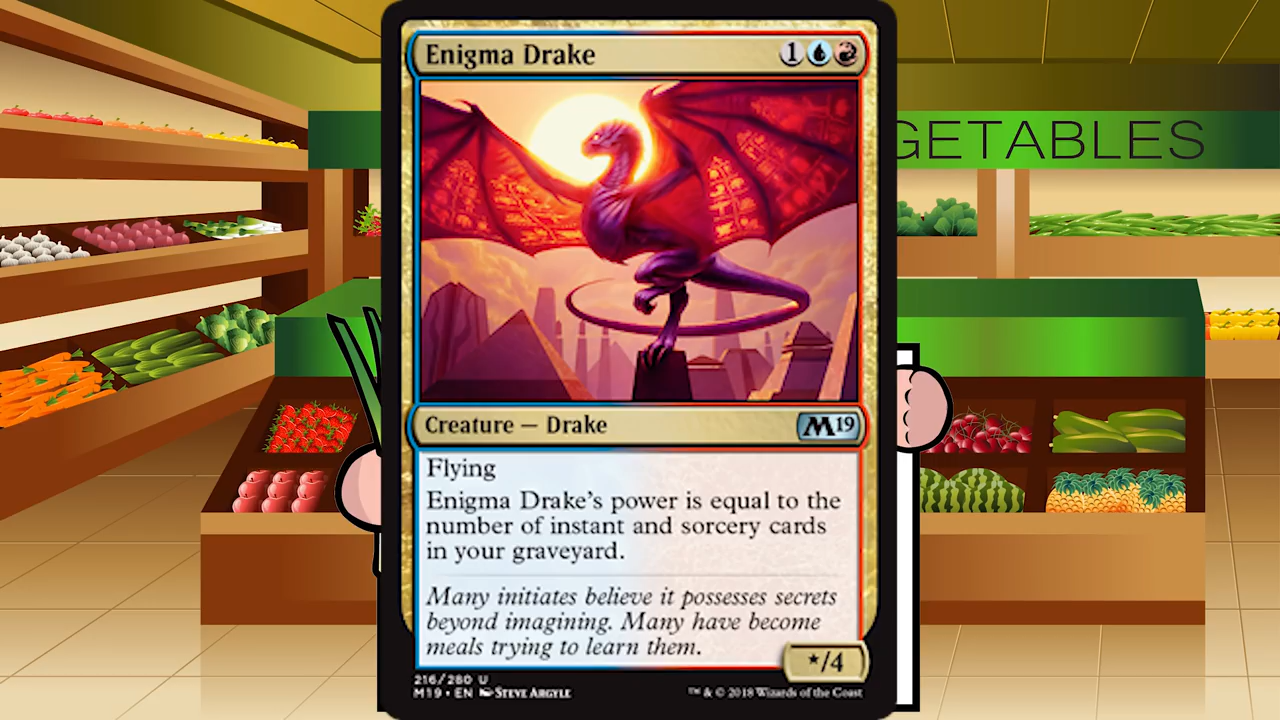 Enigma Drake 1
GETABLES
Creature — Drake M19
Flying
Enigma Drake's power is equal to the
number of instant and sorcery cards
in your graveyard.
Many initiates believe it possesses secrets
beyond imagining. Many have become
meals trying to learn them.
*/4
216/280 U
M19 • EN Steve Argyle
™ & © 2018 Wizards of the Coast